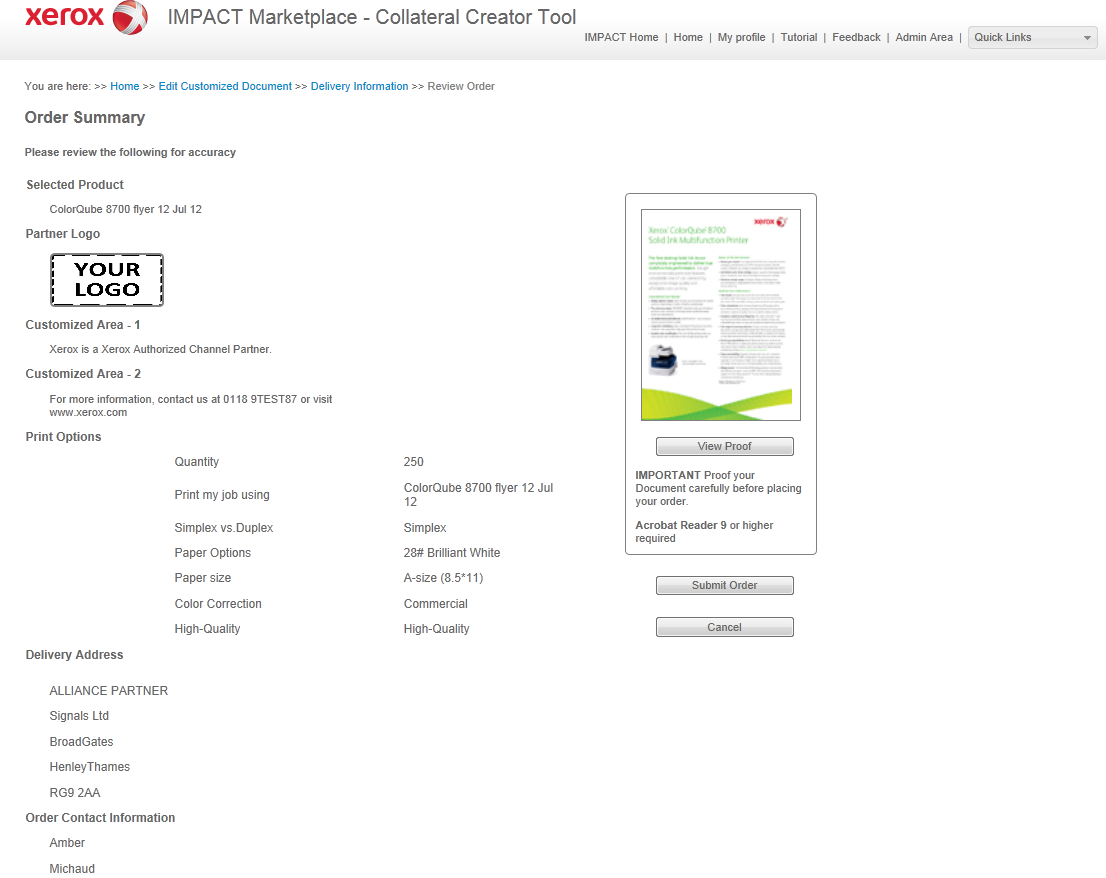 xerox
IMPACT Marketplace - Collateral Creator Tool
IMPACT Home | Home | My profile | Tutorial | Feedback | Admin Area | Quick Links
You are here: >> Home >> Edit Customized Document >> Delivery Information >> Review Order
Order Summary
Please review the following for accuracy
Selected Product
ColorQube 8700 flyer 12 Jul 12
Partner Logo
YOUR
LOGO
Customized Area - 1
Xerox is a Xerox Authorized Channel Partner.
Customized Area - 2
For more information, contact us at 0118 9TEST87 or visit
www.xerox.com
Print Options
Quantity 250
Print my job using ColorQube 8700 flyer 12 Jul
12
Simplex vs.Duplex Simplex
Paper Options 28# Brilliant White
Paper size A-size (8.5*11)
Color Correction Commercial
High-Quality High-Quality
Delivery Address
ALLIANCE PARTNER
Signals Ltd
BroadGates
HenleyThames
RG9 2AA
Order Contact Information
Amber
Michaud
xerox
Xerox ColorQube 8700
Solid Ink Multifunction Printer
View Proof
IMPORTANT Proof your
Document carefully before placing
your order.
Acrobat Reader 9 or higher
required
Submit Order
Cancel